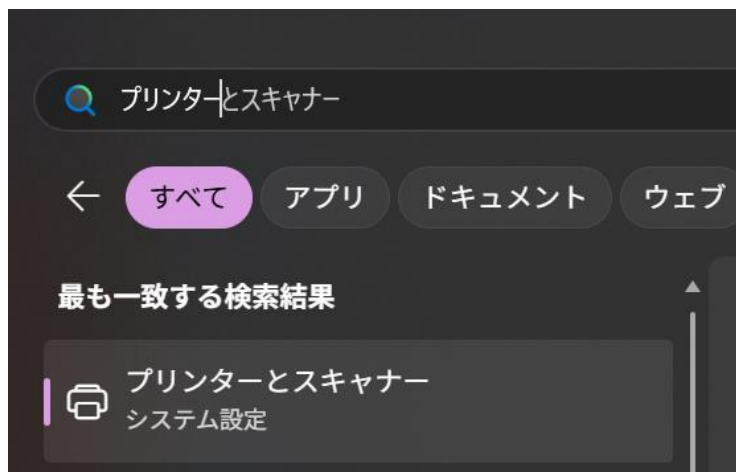 プリンターとスキャナー
すべて アプリ ドキュメント ウェブ
最も一致する検索結果
プリンターとスキャナー
システム設定